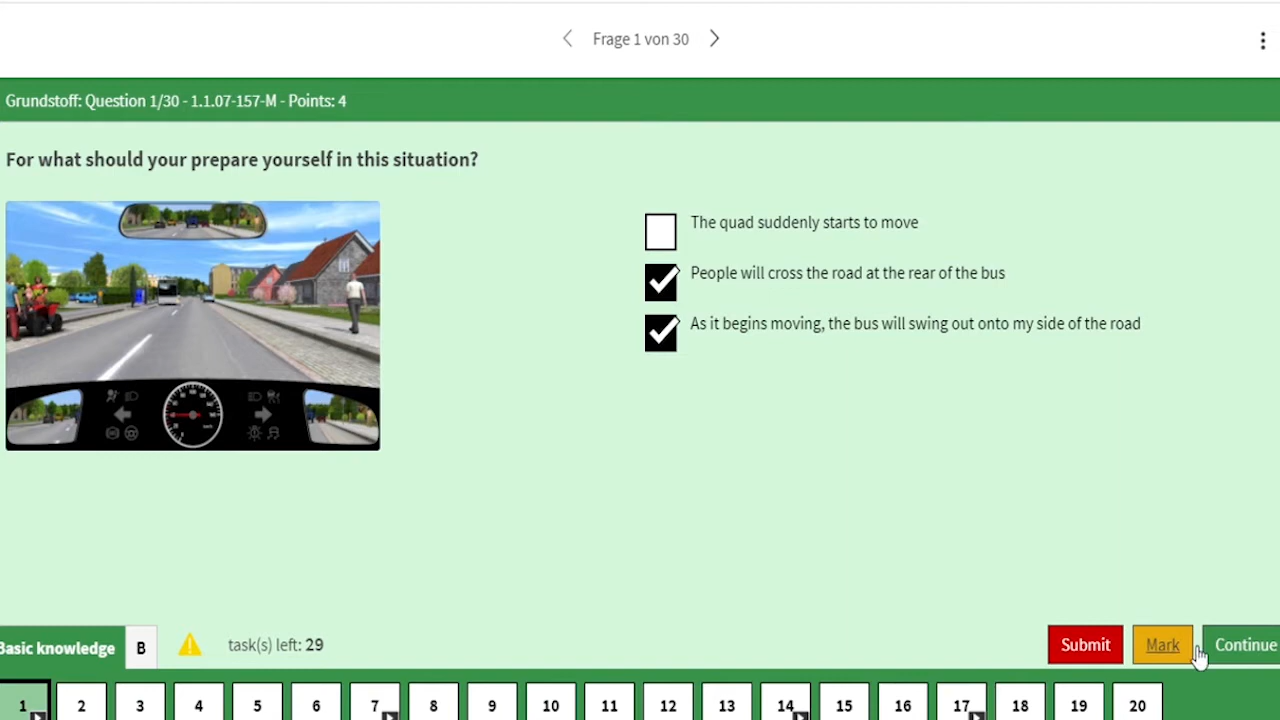 Frage 1 von 30
Grundstoff: Question 1/30 - 1.1.07-157-M - Points: 4
For what should your prepare yourself in this situation?
The quad suddenly starts to move
People will cross the road at the rear of the bus
As it begins moving, the bus will swing out onto my side of the road
Basic knowledge B task(s) left: 29 Submit Mark Continue
1 2 3 4 5 6 7 8 9 10 11 12 13 14 15 16 17 18 19 20